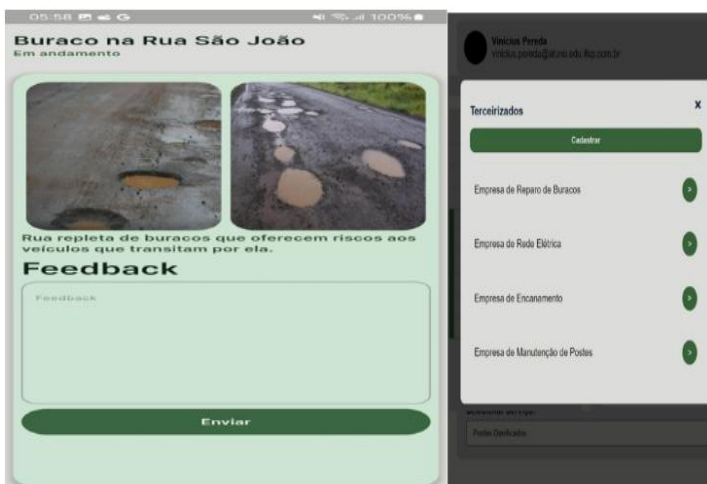 05:58 G 100%
Buraco na Rua São João
Em andamento
Rua repleta de buracos que oferecem riscos aos
veículos que transitam por ela.
Feedback
Feedback
Enviar
Vinicius Pereda
Terceirizados X
Cadastrar
Empresa de Reparo de Buracos >
Empresa de Rede Elétrica >
Empresa de Encanamento >
Empresa de Manutenção de Postes >
Postes Danificados